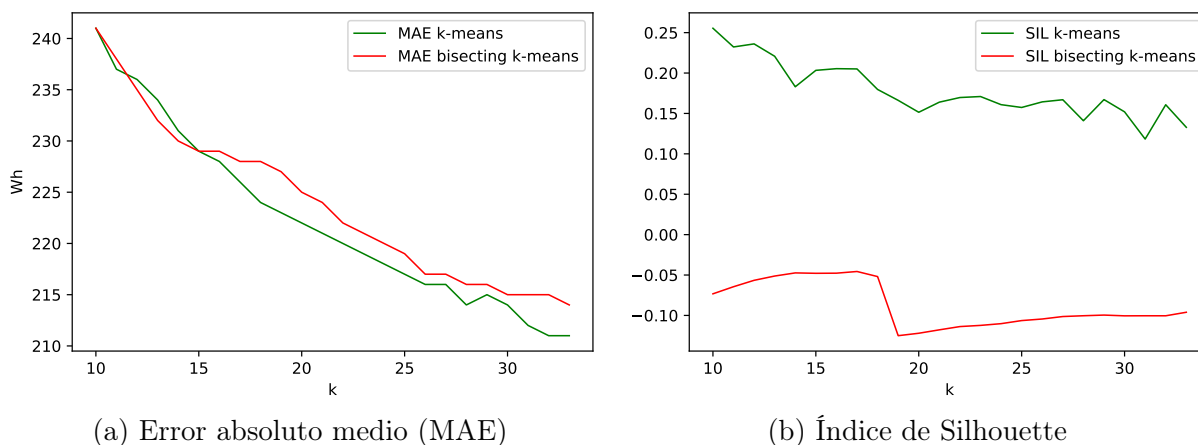 MAE k-means
MAE bisecting k-means
240
235
230
225
220
215
210
Wh
10 15 20 25 30
k
(a) Error absoluto medio (MAE)
SIL k-means
SIL bisecting k-means
0.25
0.20
0.15
0.10
0.05
0.00
−0.05
−0.10
10 15 20 25 30
k
(b) Índice de Silhouette